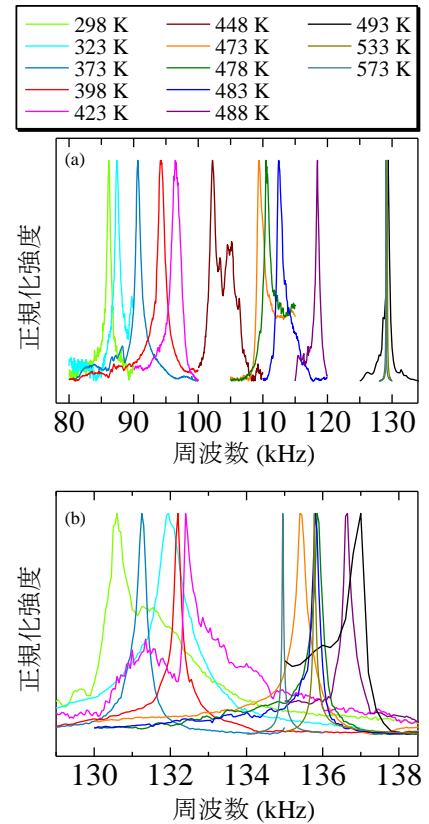 298 K 448 K 493 K
323 K 473 K 533 K
373 K 478 K 573 K
398 K 483 K
423 K 488 K
(a)
正規化強度
80 90 100 110 120 130
周波数 (kHz)
(b)
正規化強度
130 132 134 136 138
周波数 (kHz)